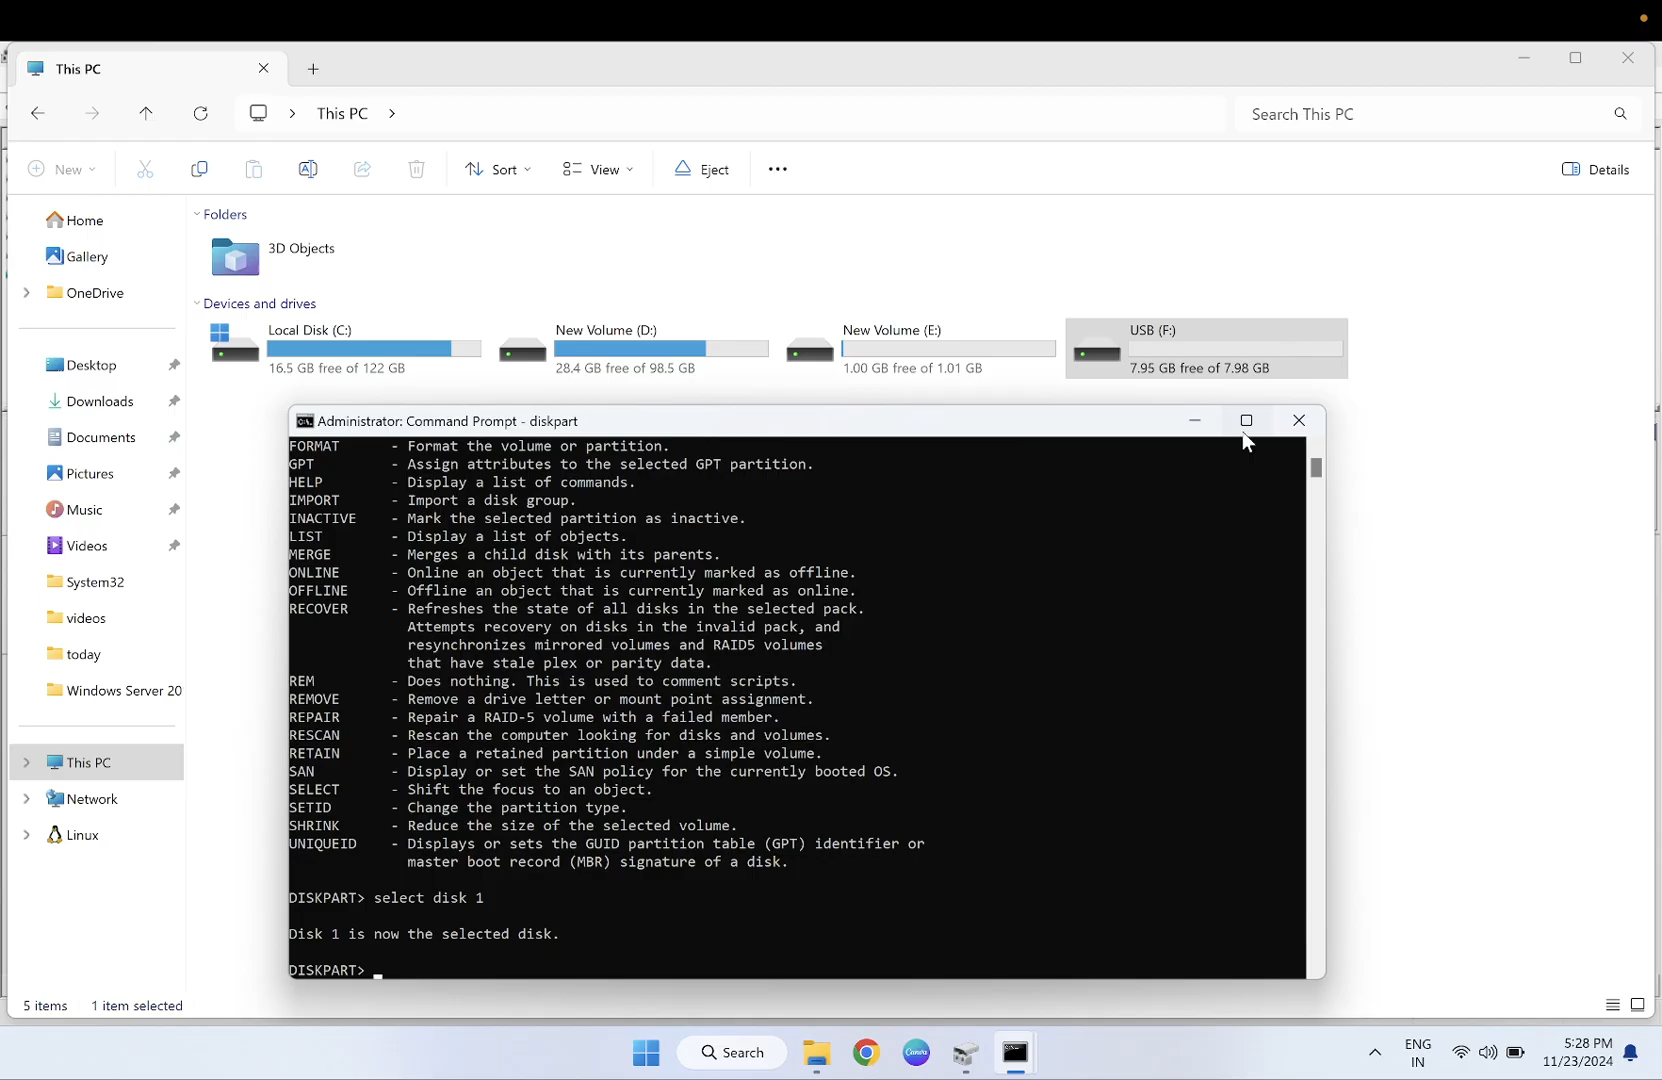 This PC
This PC
Search This PC
New
Sort
View
Eject
Details
Home
Gallery
OneDrive
Desktop
Downloads
Documents
Pictures
Music
Videos
System32
videos
today
Windows Server 20
This PC
Network
Linux
Folders
3D Objects
Devices and drives
Local Disk (C:)
16.5 GB free of 122 GB
New Volume (D:)
28.4 GB free of 98.5 GB
New Volume (E:)
1.00 GB free of 1.01 GB
USB (F:)
7.95 GB free of 7.98 GB
Administrator: Command Prompt - diskpart
FORMAT - Format the volume or partition.
GPT - Assign attributes to the selected GPT partition.
HELP - Display a list of commands.
IMPORT - Import a disk group.
INACTIVE - Mark the selected partition as inactive.
LIST - Display a list of objects.
MERGE - Merges a child disk with its parents.
ONLINE - Online an object that is currently marked as offline.
OFFLINE - Offline an object that is currently marked as online.
RECOVER - Refreshes the state of all disks in the selected pack.
Attempts recovery on disks in the invalid pack, and
resynchronizes mirrored volumes and RAID5 volumes
that have stale plex or parity data.
REM - Does nothing. This is used to comment scripts.
REMOVE - Remove a drive letter or mount point assignment.
REPAIR - Repair a RAID-5 volume with a failed member.
RESCAN - Rescan the computer looking for disks and volumes.
RETAIN - Place a retained partition under a simple volume.
SAN - Display or set the SAN policy for the currently booted OS.
SELECT - Shift the focus to an object.
SETID - Change the partition type.
SHRINK - Reduce the size of the selected volume.
UNIQUEID - Displays or sets the GUID partition table (GPT) identifier or
master boot record (MBR) signature of a disk.
DISKPART> select disk 1
Disk 1 is now the selected disk.
DISKPART>
5 items 1 item selected
Search
Canva
ENG
IN
5:28 PM
11/23/2024